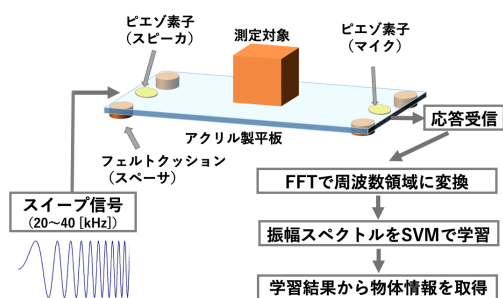 ピエゾ素子
(スピーカ)
測定対象
ピエゾ素子
(マイク)
応答受信
アクリル製平板
フェルトクッション
(スペーサ)
スイープ信号
(20～40 [kHz])
FFTで周波数領域に変換
振幅スペクトルをSVMで学習
学習結果から物体情報を取得